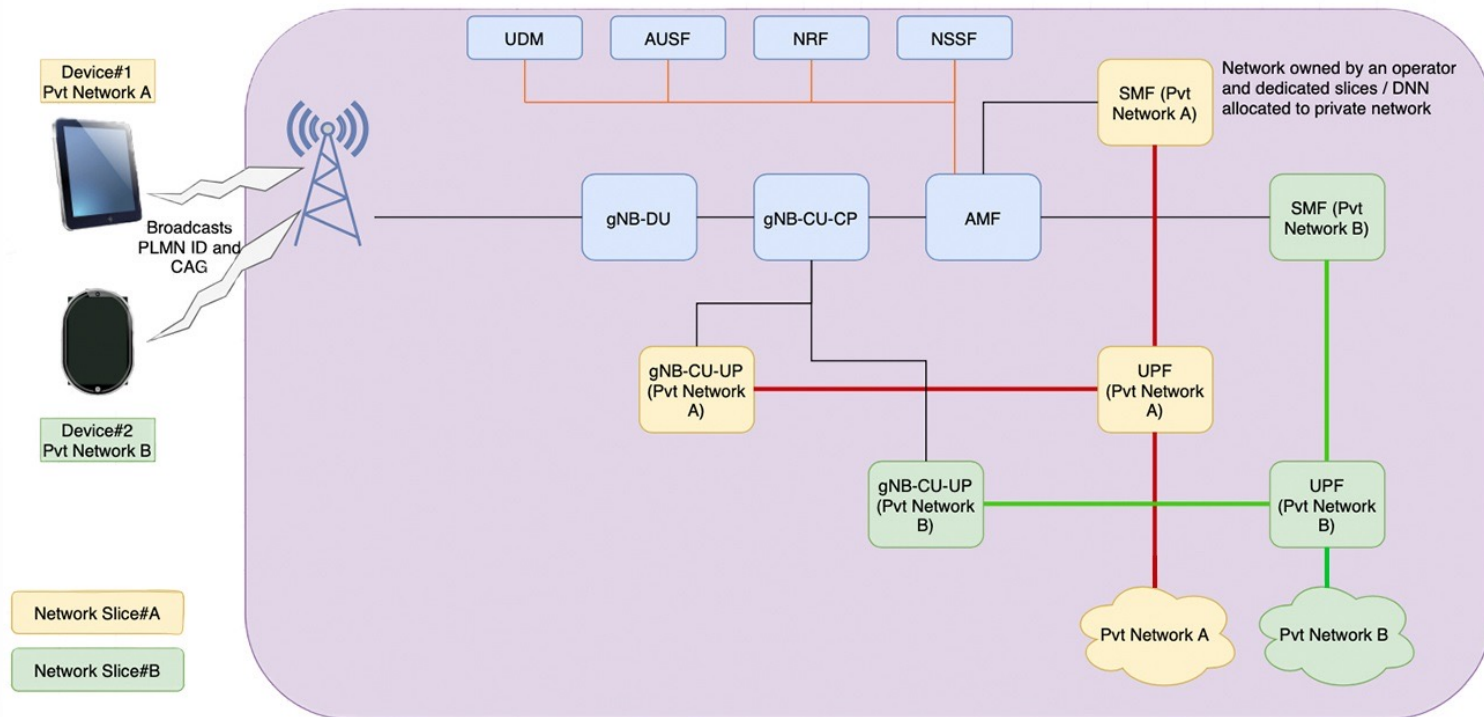 UDM
AUSF
NRF
NSSF
Device#1
Pvt Network A
SMF (Pvt
Network A)
Network owned by an operator
and dedicated slices / DNN
allocated to private network
Broadcasts
PLMN ID and
CAG
gNB-DU
gNB-CU-CP
AMF
SMF (Pvt
Network B)
gNB-CU-UP
(Pvt Network
A)
UPF
(Pvt Network
A)
Device#2
Pvt Network B
gNB-CU-UP
(Pvt Network
B)
UPF
(Pvt Network
B)
Network Slice#A
Network Slice#B
Pvt Network A
Pvt Network B